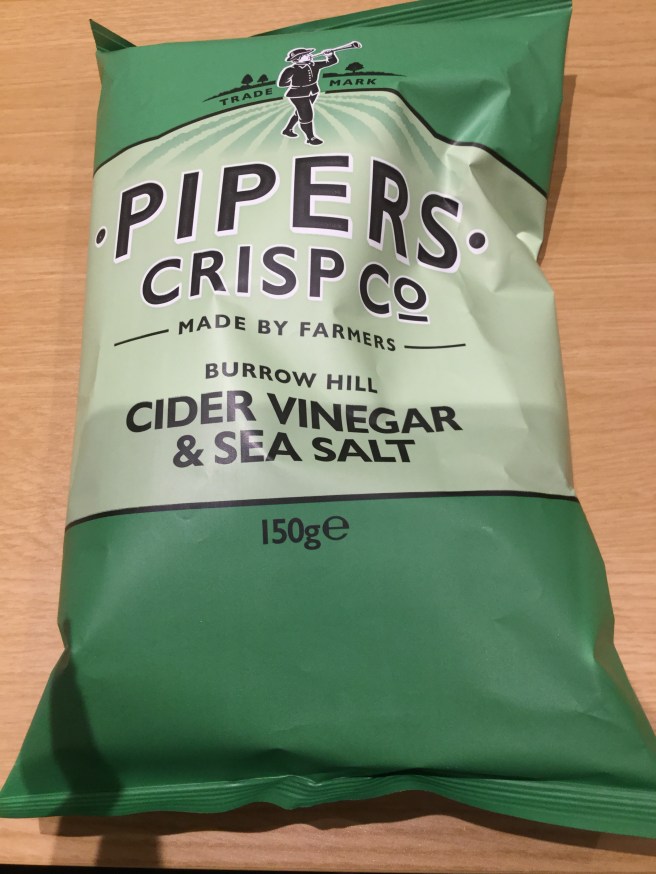 TRADE MARK
·PIPERS·
CRISP Co
MADE BY FARMERS
BURROW HILL
CIDER VINEGAR
& SEA SALT
150g℮